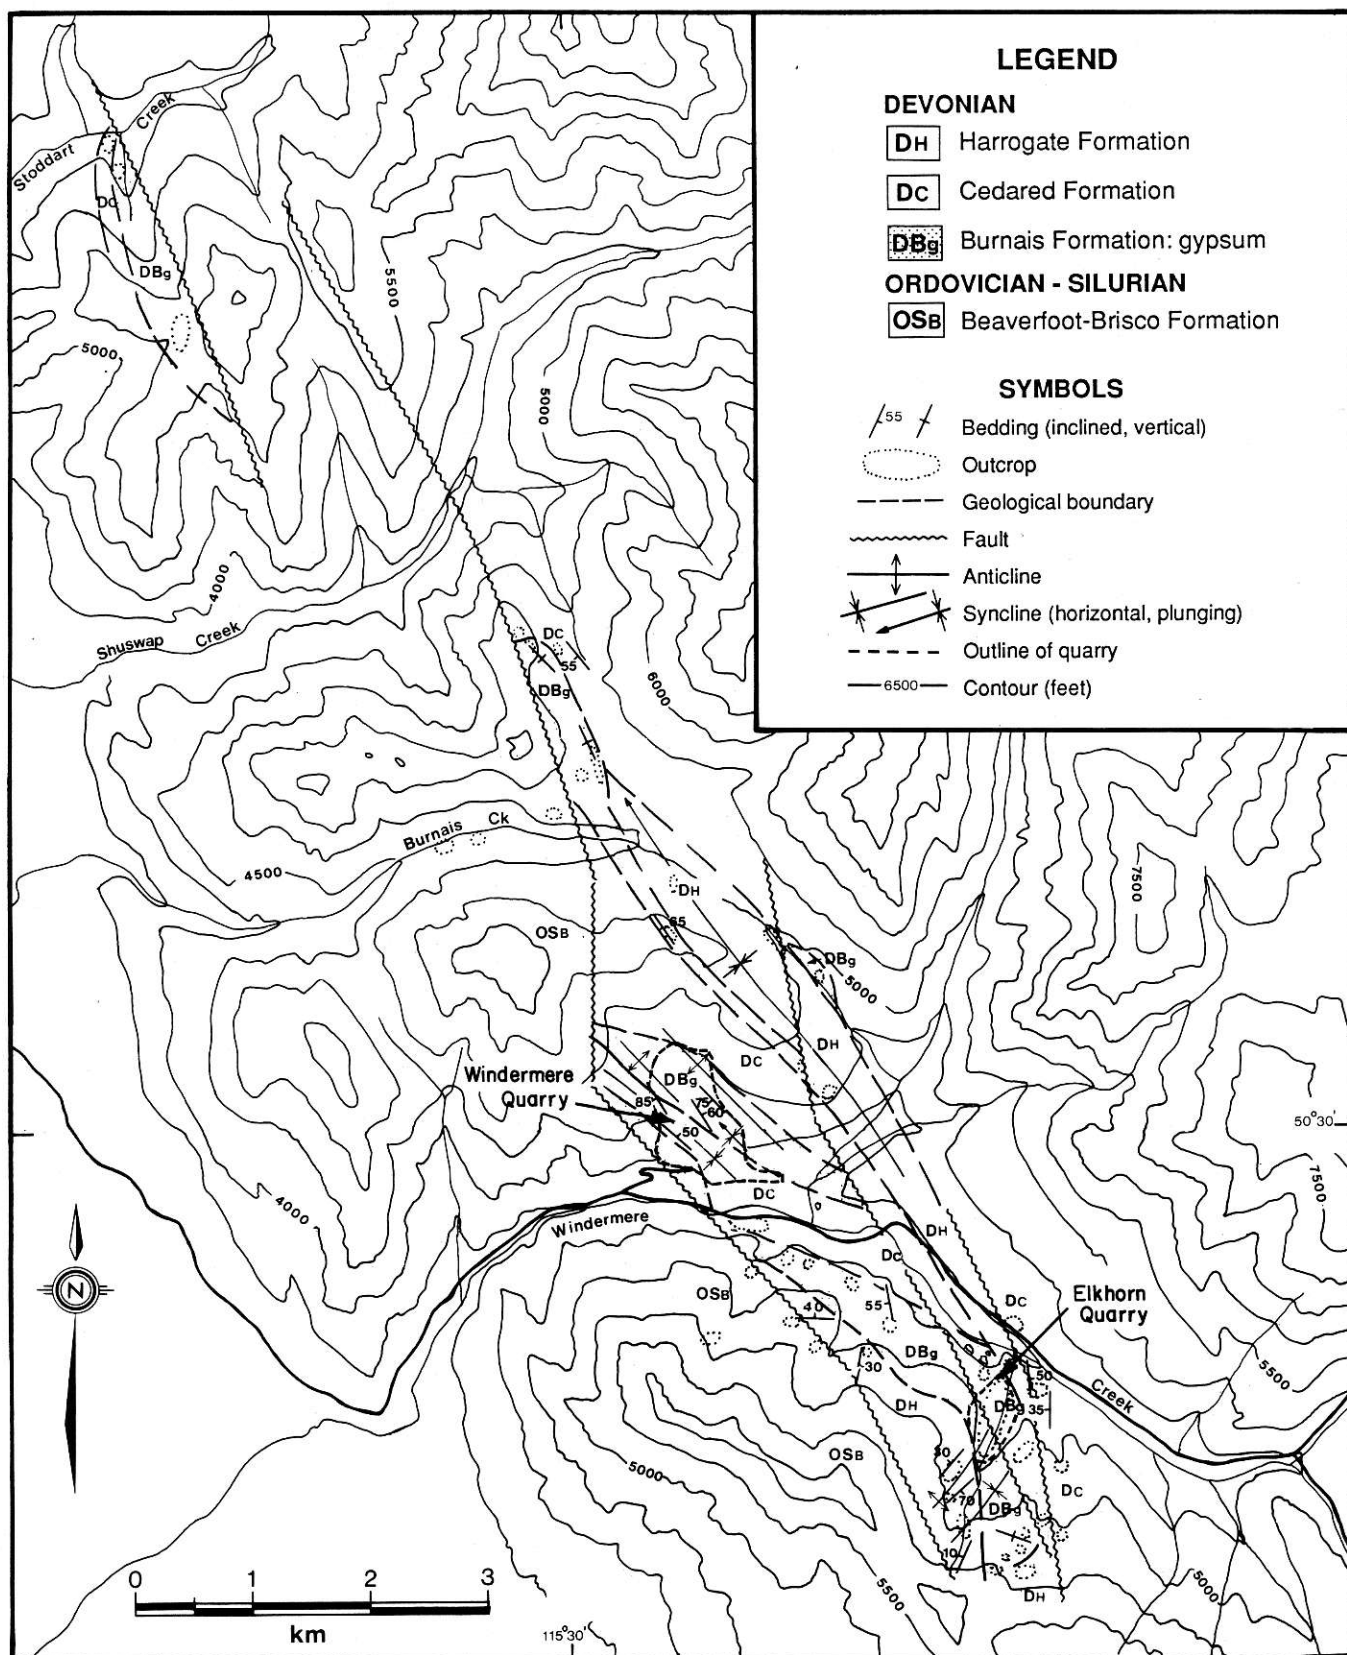 LEGEND
DEVONIAN
DH Harrogate Formation
DC Cedared Formation
DBg Burnais Formation: gypsum
ORDOVICIAN - SILURIAN
OSB Beaverfoot-Brisco Formation
SYMBOLS
55 Bedding (inclined, vertical)
Outcrop
Geological boundary
Fault
Anticline
Syncline (horizontal, plunging)
Outline of quarry
6500 Contour (feet)
Stoddart Creek
DC
DBg
5500
5000
5000
4000
Shuswap Creek
DC
55
DBg
6000
Burnais Ck
4500
7500
DH
65
OSB
DBg
5000
DH
DC
Windermere
Quarry
DBg
85
75
60
50
50°30'
7500
DC
4000
Windermere
DH
DC
Elkhorn
Quarry
OSB
DC
40
55
DBg
30
50
5500
Creek
DH
DBg
35
OSB
30
5000
70
DBg
DC
10
5500
DH
5000
N
0 1 2 3
km
115°30'